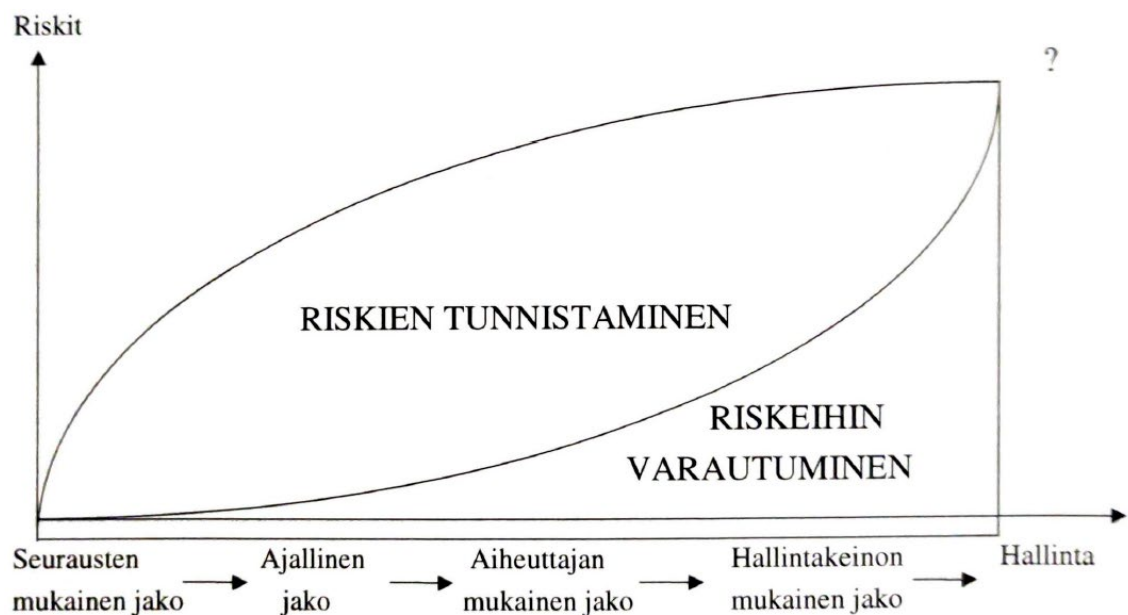 Riskit
?
RISKIEN TUNNISTAMINEN
RISKEIHIN
VARAUTUMINEN
Seurausten
mukainen jako
Ajallinen
jako
Aiheuttajan
mukainen jako
Hallintakeinon
mukainen jako
Hallinta